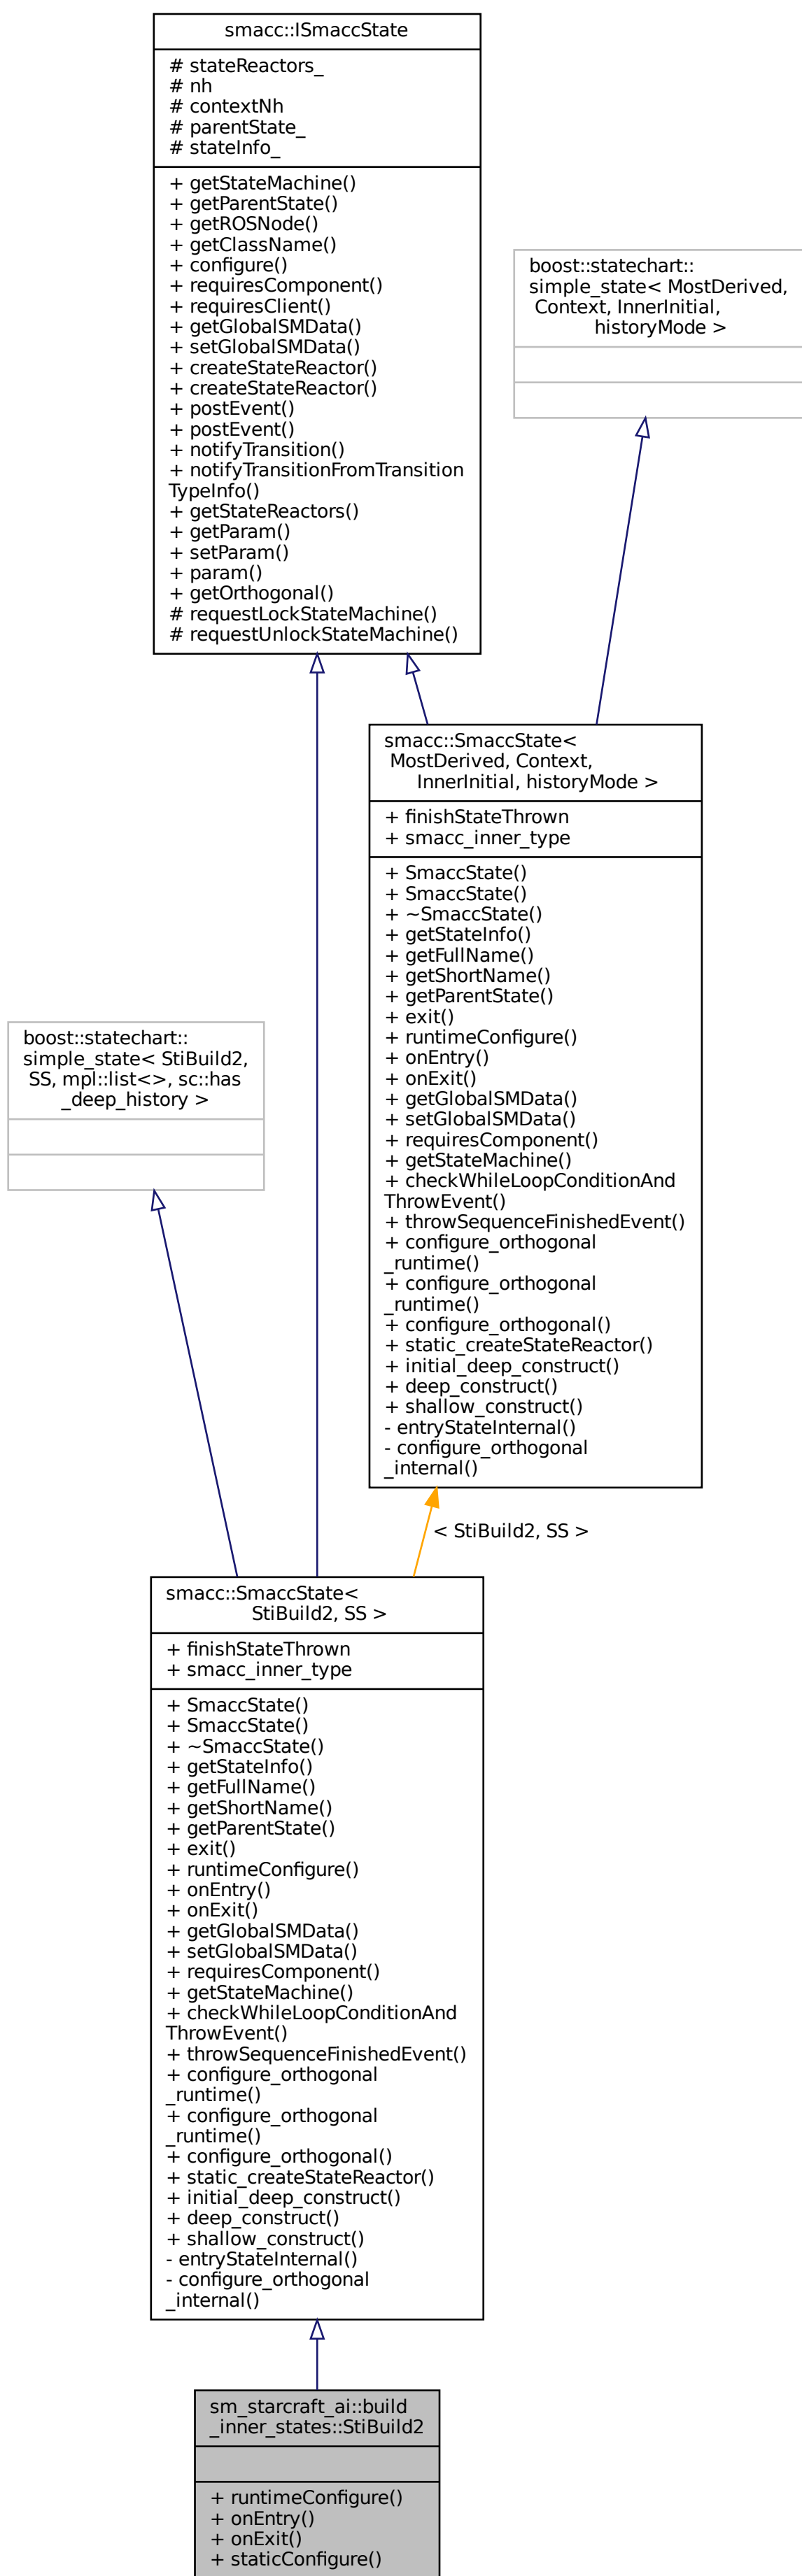 smacc::ISmaccState
# stateReactors_
# nh
# contextNh
# parentState_
# stateInfo_
+ getStateMachine()
+ getParentState()
+ getROSNode()
+ getClassName()
+ configure()
+ requiresComponent()
+ requiresClient()
+ getGlobalSMData()
+ setGlobalSMData()
+ createStateReactor()
+ createStateReactor()
+ postEvent()
+ postEvent()
+ notifyTransition()
+ notifyTransitionFromTransition
TypeInfo()
+ getStateReactors()
+ getParam()
+ setParam()
+ param()
+ getOrthogonal()
# requestLockStateMachine()
# requestUnlockStateMachine()
boost::statechart::
simple_state< MostDerived,
Context, InnerInitial,
historyMode >
smacc::SmaccState<
MostDerived, Context,
InnerInitial, historyMode >
+ finishStateThrown
+ smacc_inner_type
+ SmaccState()
+ SmaccState()
+ ~SmaccState()
+ getStateInfo()
+ getFullName()
+ getShortName()
+ getParentState()
+ exit()
+ runtimeConfigure()
+ onEntry()
+ onExit()
+ getGlobalSMData()
+ setGlobalSMData()
+ requiresComponent()
+ getStateMachine()
+ checkWhileLoopConditionAnd
ThrowEvent()
+ throwSequenceFinishedEvent()
+ configure_orthogonal
_runtime()
+ configure_orthogonal
_runtime()
+ configure_orthogonal()
+ static_createStateReactor()
+ initial_deep_construct()
+ deep_construct()
+ shallow_construct()
- entryStateInternal()
- configure_orthogonal
_internal()
boost::statechart::
simple_state< StiBuild2,
SS, mpl::list<>, sc::has
_deep_history >
< StiBuild2, SS >
smacc::SmaccState<
StiBuild2, SS >
+ finishStateThrown
+ smacc_inner_type
+ SmaccState()
+ SmaccState()
+ ~SmaccState()
+ getStateInfo()
+ getFullName()
+ getShortName()
+ getParentState()
+ exit()
+ runtimeConfigure()
+ onEntry()
+ onExit()
+ getGlobalSMData()
+ setGlobalSMData()
+ requiresComponent()
+ getStateMachine()
+ checkWhileLoopConditionAnd
ThrowEvent()
+ throwSequenceFinishedEvent()
+ configure_orthogonal
_runtime()
+ configure_orthogonal
_runtime()
+ configure_orthogonal()
+ static_createStateReactor()
+ initial_deep_construct()
+ deep_construct()
+ shallow_construct()
- entryStateInternal()
- configure_orthogonal
_internal()
sm_starcraft_ai::build
_inner_states::StiBuild2
+ runtimeConfigure()
+ onEntry()
+ onExit()
+ staticConfigure()